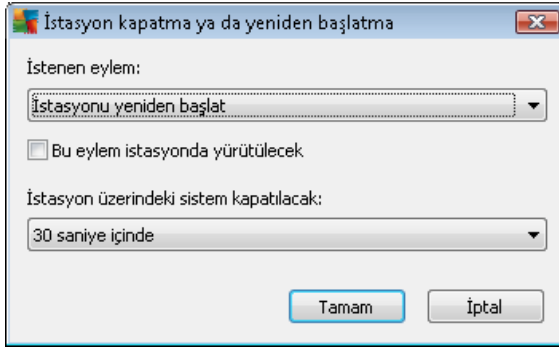 İstasyon kapatma ya da yeniden başlatma
İstenen eylem:
İstasyonu yeniden başlat
Bu eylem istasyonda yürütülecek
İstasyon üzerindeki sistem kapatılacak:
30 saniye içinde
Tamam
İptal